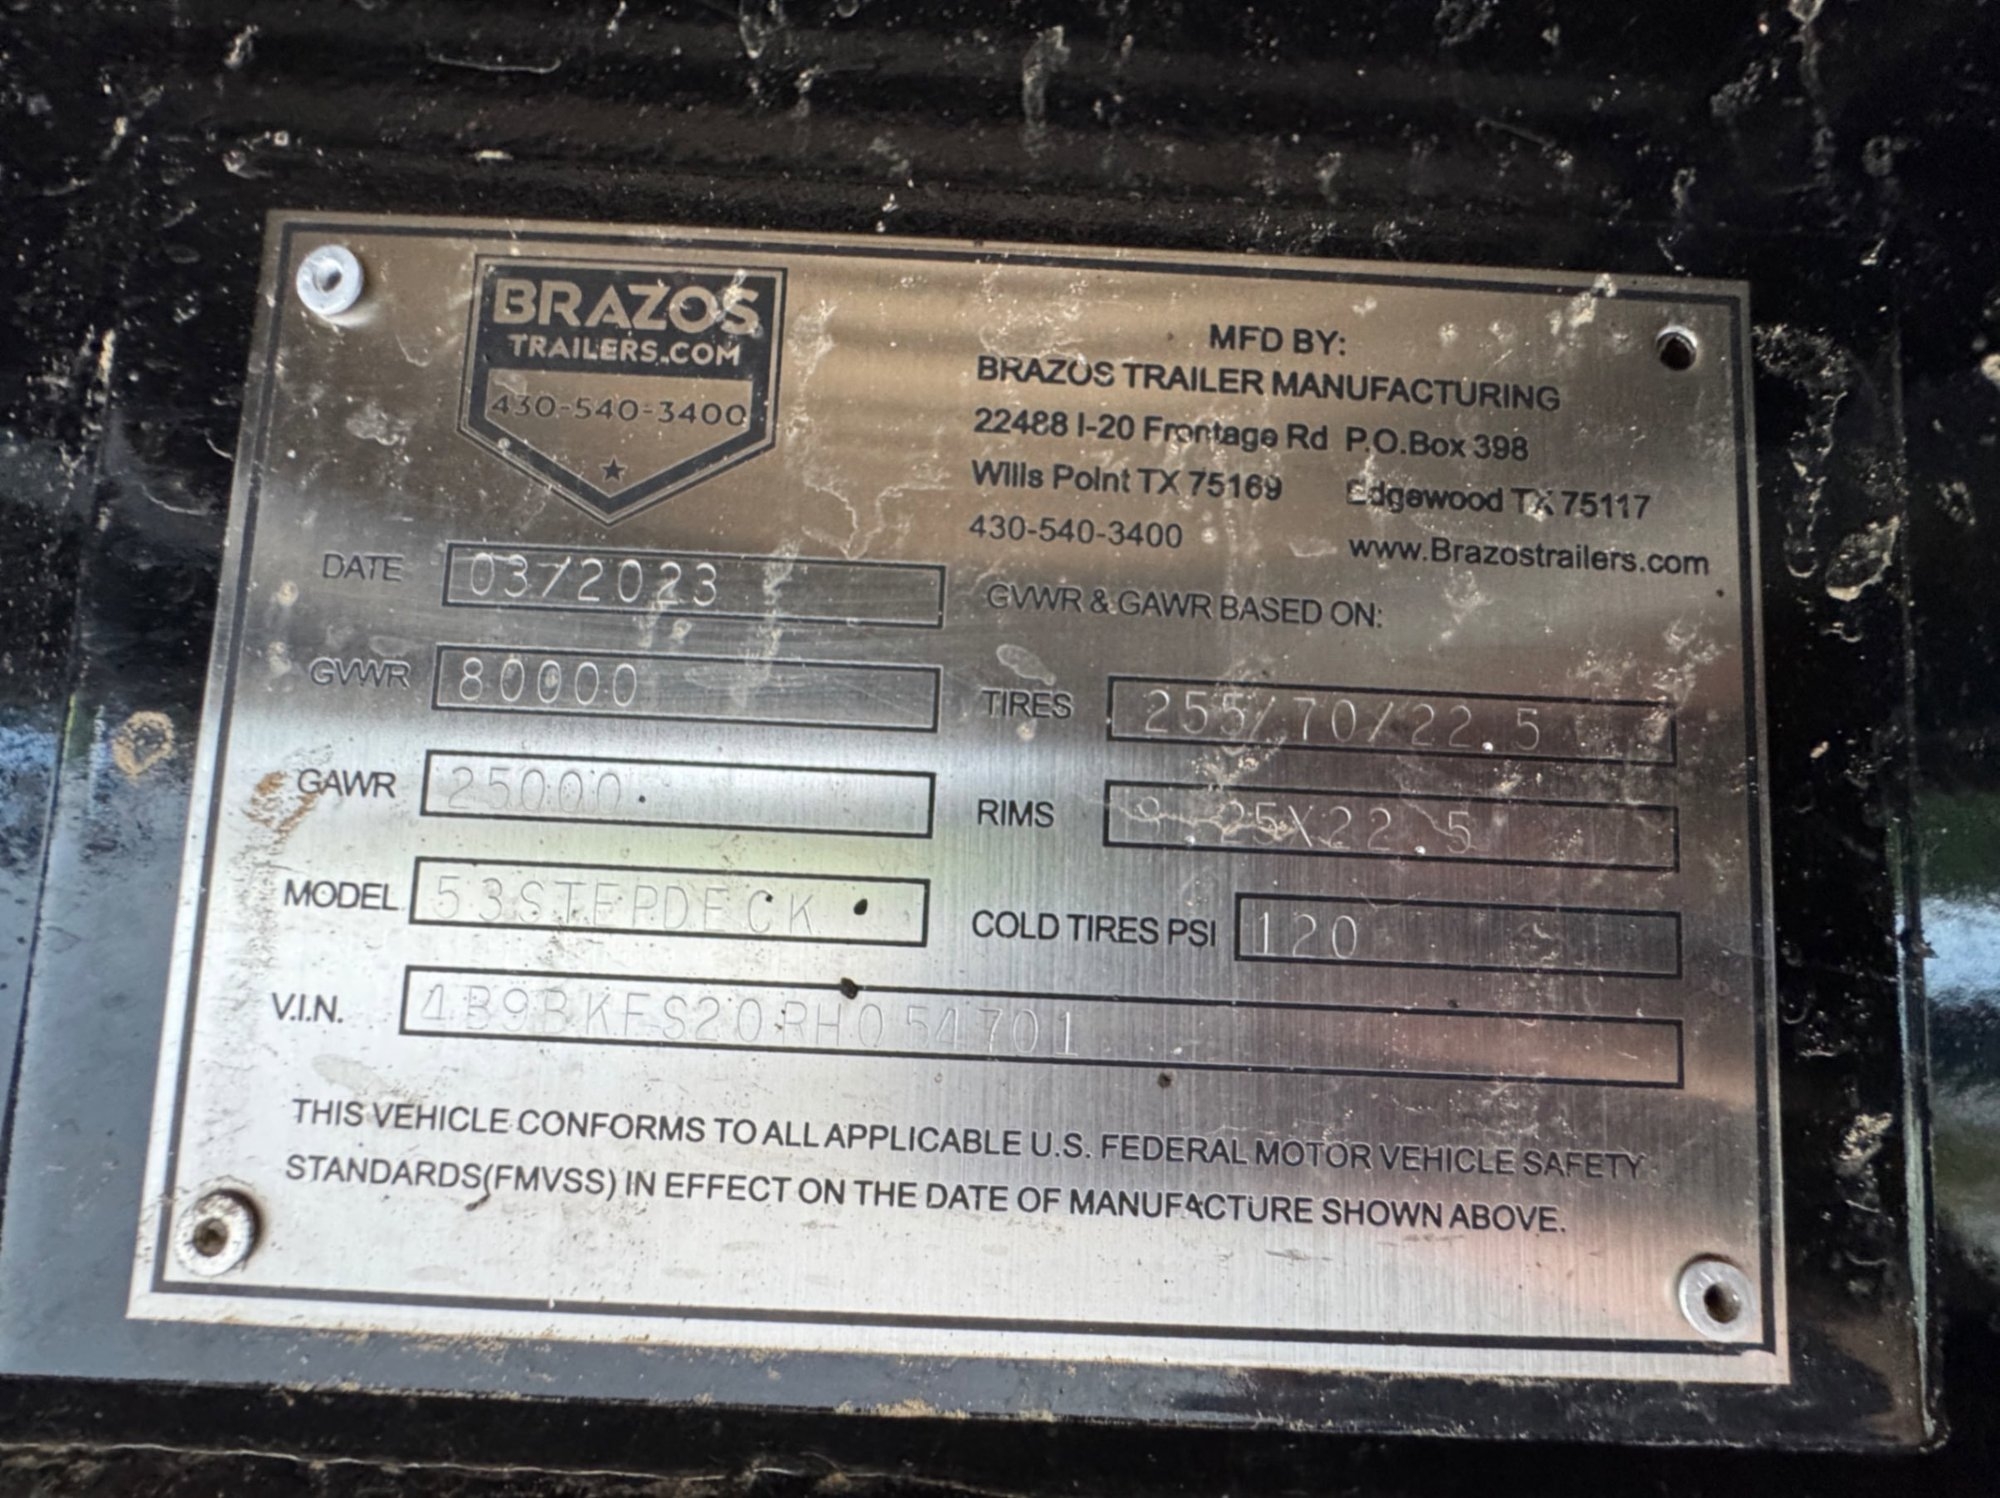 BRAZOS
TRAILERS.COM
430-540-3400
MFD BY:
BRAZOS TRAILER MANUFACTURING
22488 I-20 Frontage Rd P.O.Box 398
Wills Point TX 75169 Edgewood TX 75117
430-540-3400 www.Brazostrailers.com
DATE 03/2023
GVWR & GAWR BASED ON:
GVWR 80000
TIRES 255/70/22.5
GAWR 25000
RIMS 8.25X22.5
MODEL 53STEPDECK
COLD TIRES PSI 120
V.I.N. 4B9BKFS20RH054701
THIS VEHICLE CONFORMS TO ALL APPLICABLE U.S. FEDERAL MOTOR VEHICLE SAFETY
STANDARDS(FMVSS) IN EFFECT ON THE DATE OF MANUFACTURE SHOWN ABOVE.